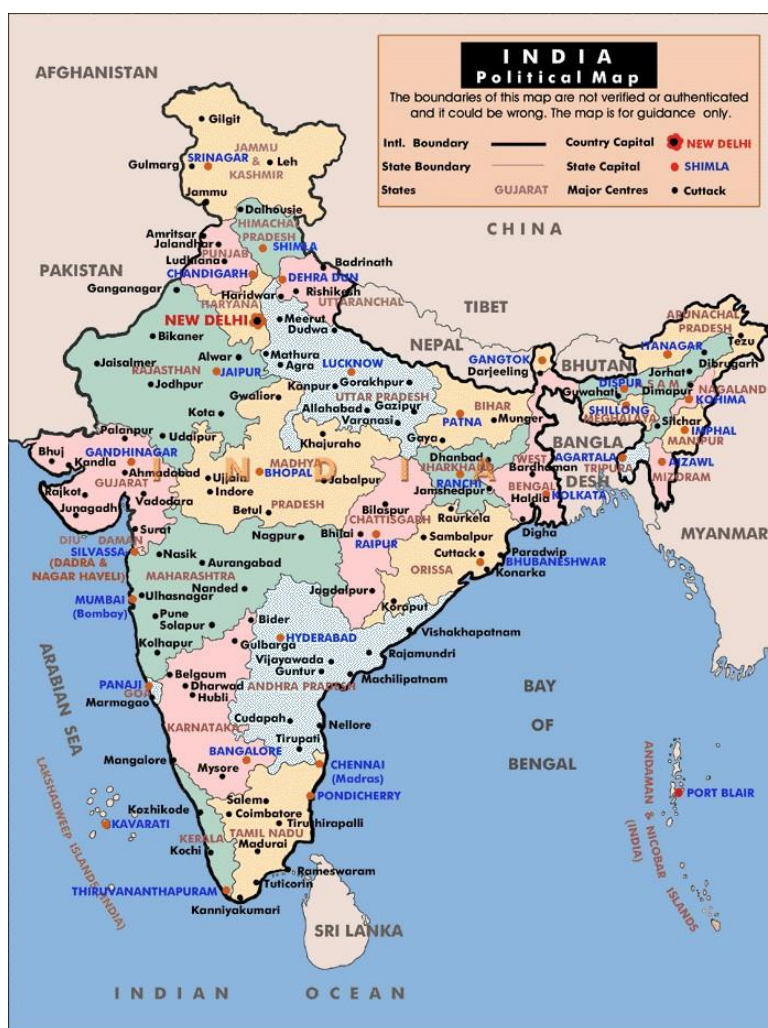 INDIA
Political Map
The boundaries of this map are not verified or authenticated
and it could be wrong. The map is for guidance only.
Intl. Boundary
Country Capital
NEW DELHI
State Boundary
State Capital
SHIMLA
States
GUJARAT
Major Centres
Cuttack
AFGHANISTAN
Gilgit
JAMMU
&
KASHMIR
SRINAGAR
Gulmarg
Leh
Jammu
CHINA
Dalhousie
HIMACHAL
PRADESH
SHIMLA
Amritsar
Jalandhar
Ludhiana
PUNJAB
CHANDIGARH
PAKISTAN
Ganganagar
DEHRA DUN
Badrinath
Rishikesh
Haridwar
UTTARANCHAL
HARYANA
NEW DELHI
Meerut
Dudwa
TIBET
NEPAL
BHUTAN
ARUNACHAL
PRADESH
ITANAGAR
Tezu
Dibrugarh
Jorhat
Bikaner
Jaisalmer
RAJASTHAN
Jodhpur
Alwar
JAIPUR
Mathura
Agra
LUCKNOW
Gorakhpur
Kanpur
UTTAR PRADESH
Allahabad
Gazipur
Varanasi
Gwalior
Kota
GANGTOK
Darjeeling
DISPUR
Guwahati
SAM
Dimapur
NAGALAND
KOHIMA
SHILLONG
MEGHALAYA
Silchar
IMPHAL
MANIPUR
BIHAR
PATNA
Munger
Gaya
BANGLA
DESH
AGARTALA
TRIPURA
AIZAWL
MIZORAM
MYANMAR
Palanpur
Udaipur
Khajuraho
Bhuj
Kandla
GANDHINAGAR
Ahmadabad
GUJARAT
Rajkot
Junagadh
Vadodara
Surat
INDIA
Ujjain
Indore
MADHYA
BHOPAL
PRADESH
Jabalpur
Betul
Dhanbad
JHARKHAND
RANCHI
Jamshedpur
WEST
BENGAL
Bardhaman
Haldia
KOLKATA
Digha
Bilaspur
CHATTISGARH
Bhilai
RAIPUR
Raurkela
Sambalpur
Cuttack
Paradwip
BHUBANESHWAR
Konarka
ORISSA
Koraput
Jagdalpur
DIU
DAMAN
SILVASSA
(DADRA &
NAGAR HAVELI)
Nasik
Nagpur
Aurangabad
MAHARASHTRA
Nanded
MUMBAI
(Bombay)
Ulhasnagar
Pune
Solapur
Kolhapur
Bider
HYDERABAD
Gulbarga
Vishakhapatnam
Rajamundri
Vijayawada
Guntur
Machilipatnam
ANDHRA PRADESH
ARABIAN SEA
PANAJI
GOA
Marmagao
Belgaum
Dharwad
Hubli
KARNATAKA
Cudapah
Nellore
Tirupati
BAY
OF
BENGAL
Mangalore
BANGALORE
Mysore
CHENNAI
(Madras)
PONDICHERRY
Salem
Coimbatore
Tiruthirapalli
TAMIL NADU
Madurai
Kozhikode
KERALA
Kochi
LAKSHADWEEP ISLANDS (INDIA)
KAVARATI
THIRUVANANTHAPURAM
Rameswaram
Tuticorin
Kanniyakumari
SRI LANKA
ANDAMAN & NICOBAR ISLANDS
(INDIA)
PORT BLAIR
INDIAN OCEAN